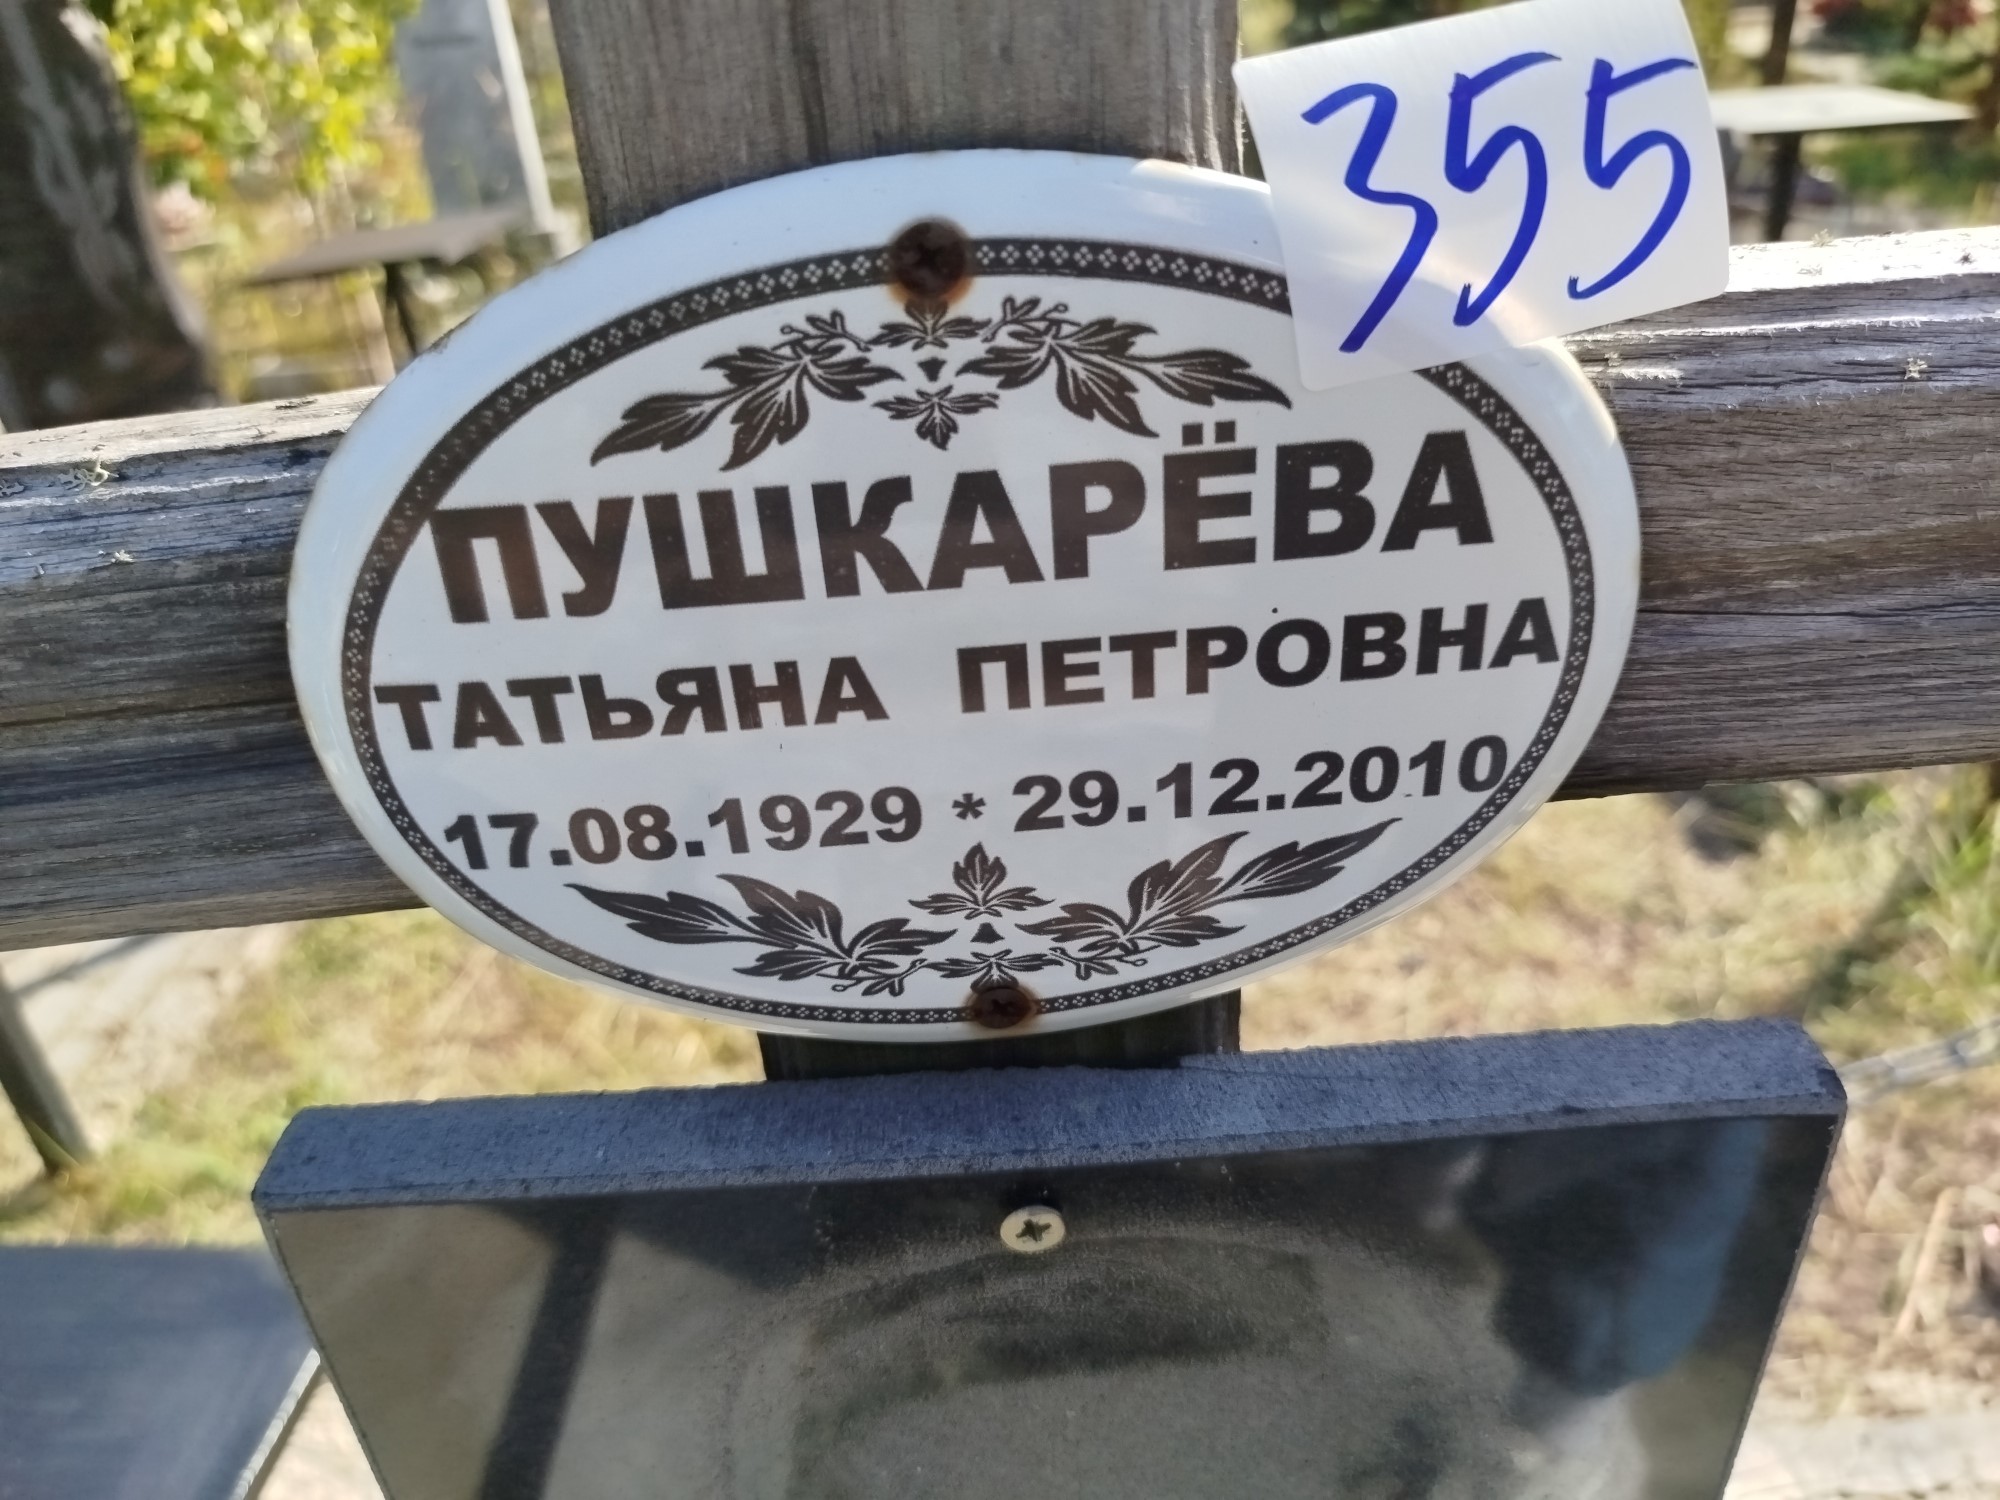 355
ПУШКАРЁВА
ТАТЬЯНА ПЕТРОВНА
17.08.1929 * 29.12.2010